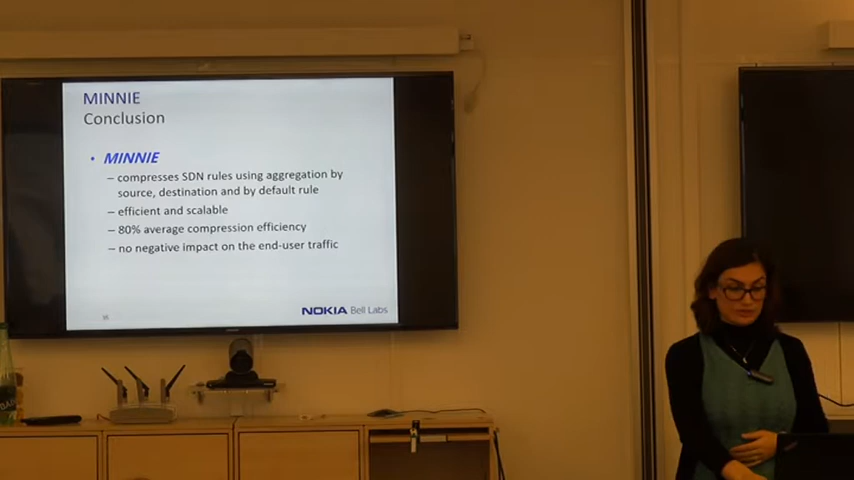 MINNIE
Conclusion
• MINNIE
– compresses SDN rules using aggregation by
source, destination and by default rule
– efficient and scalable
– 80% average compression efficiency
– no negative impact on the end-user traffic
NOKIA Bell Labs